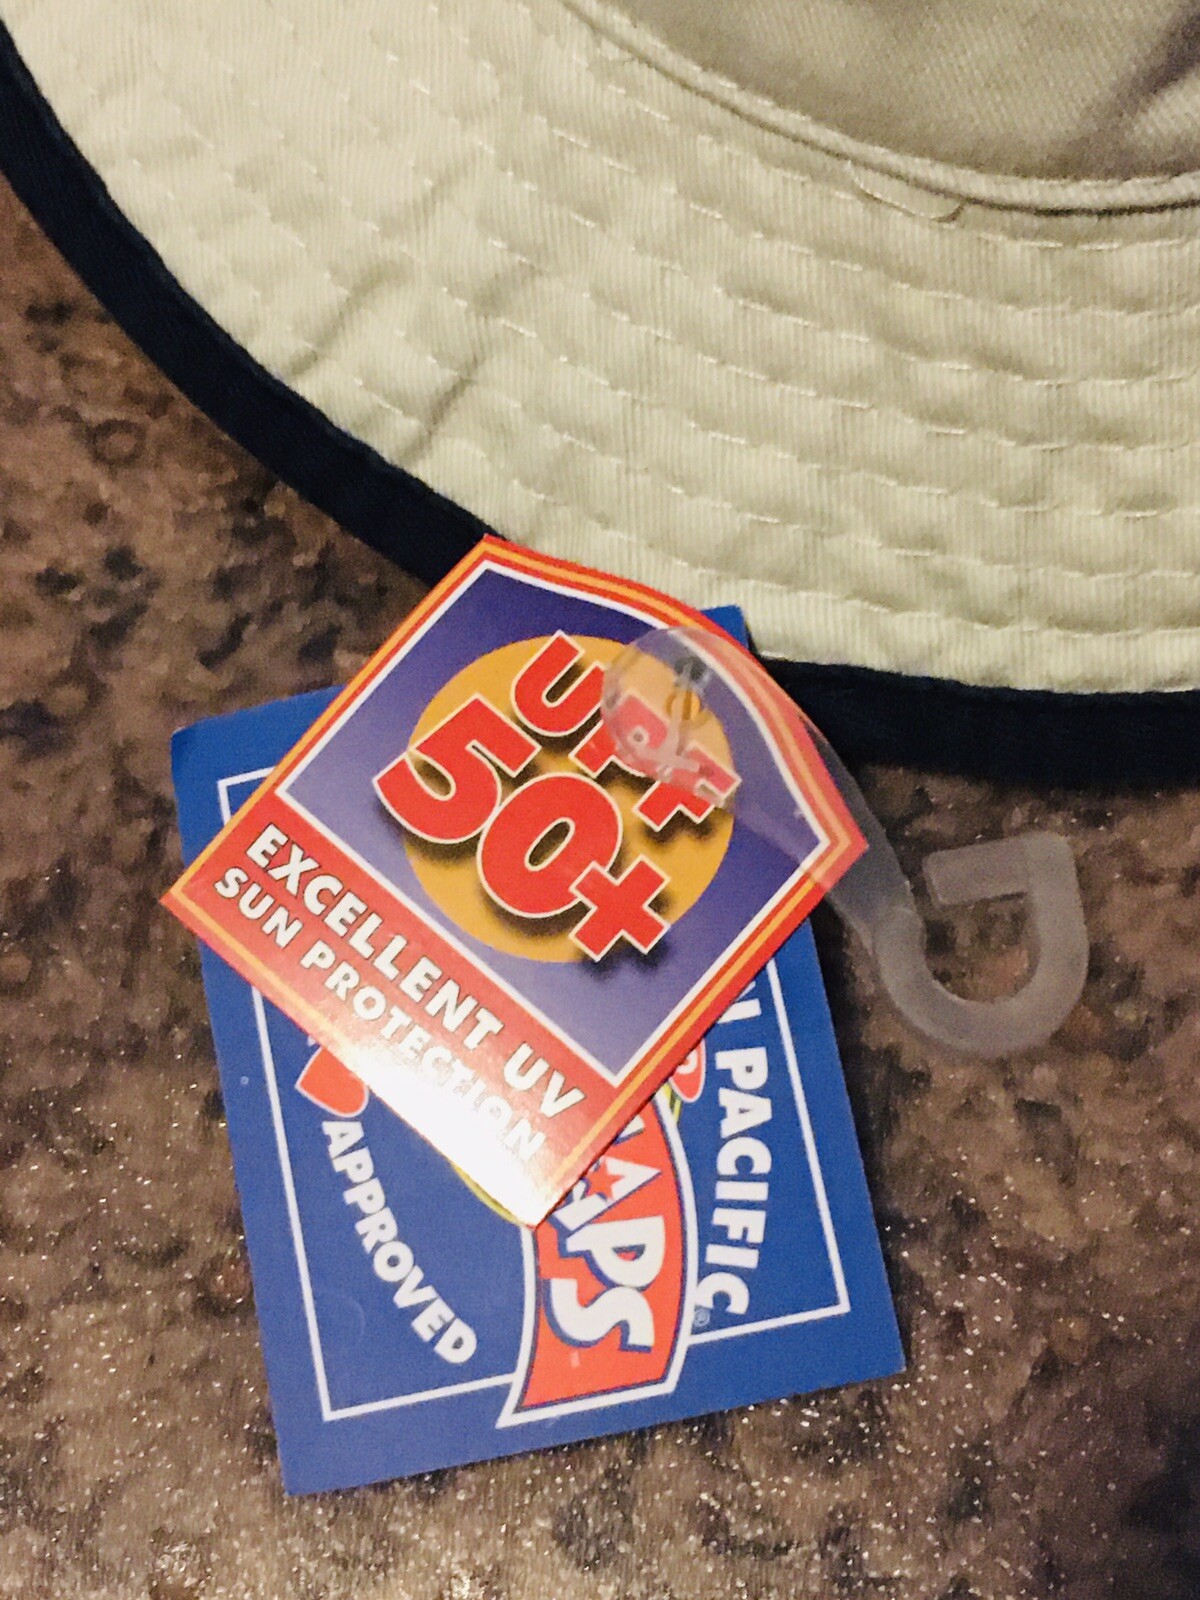 UPF
50+
EXCELLENT UV
SUN PROTECTION
PACIFIC
APPROVED